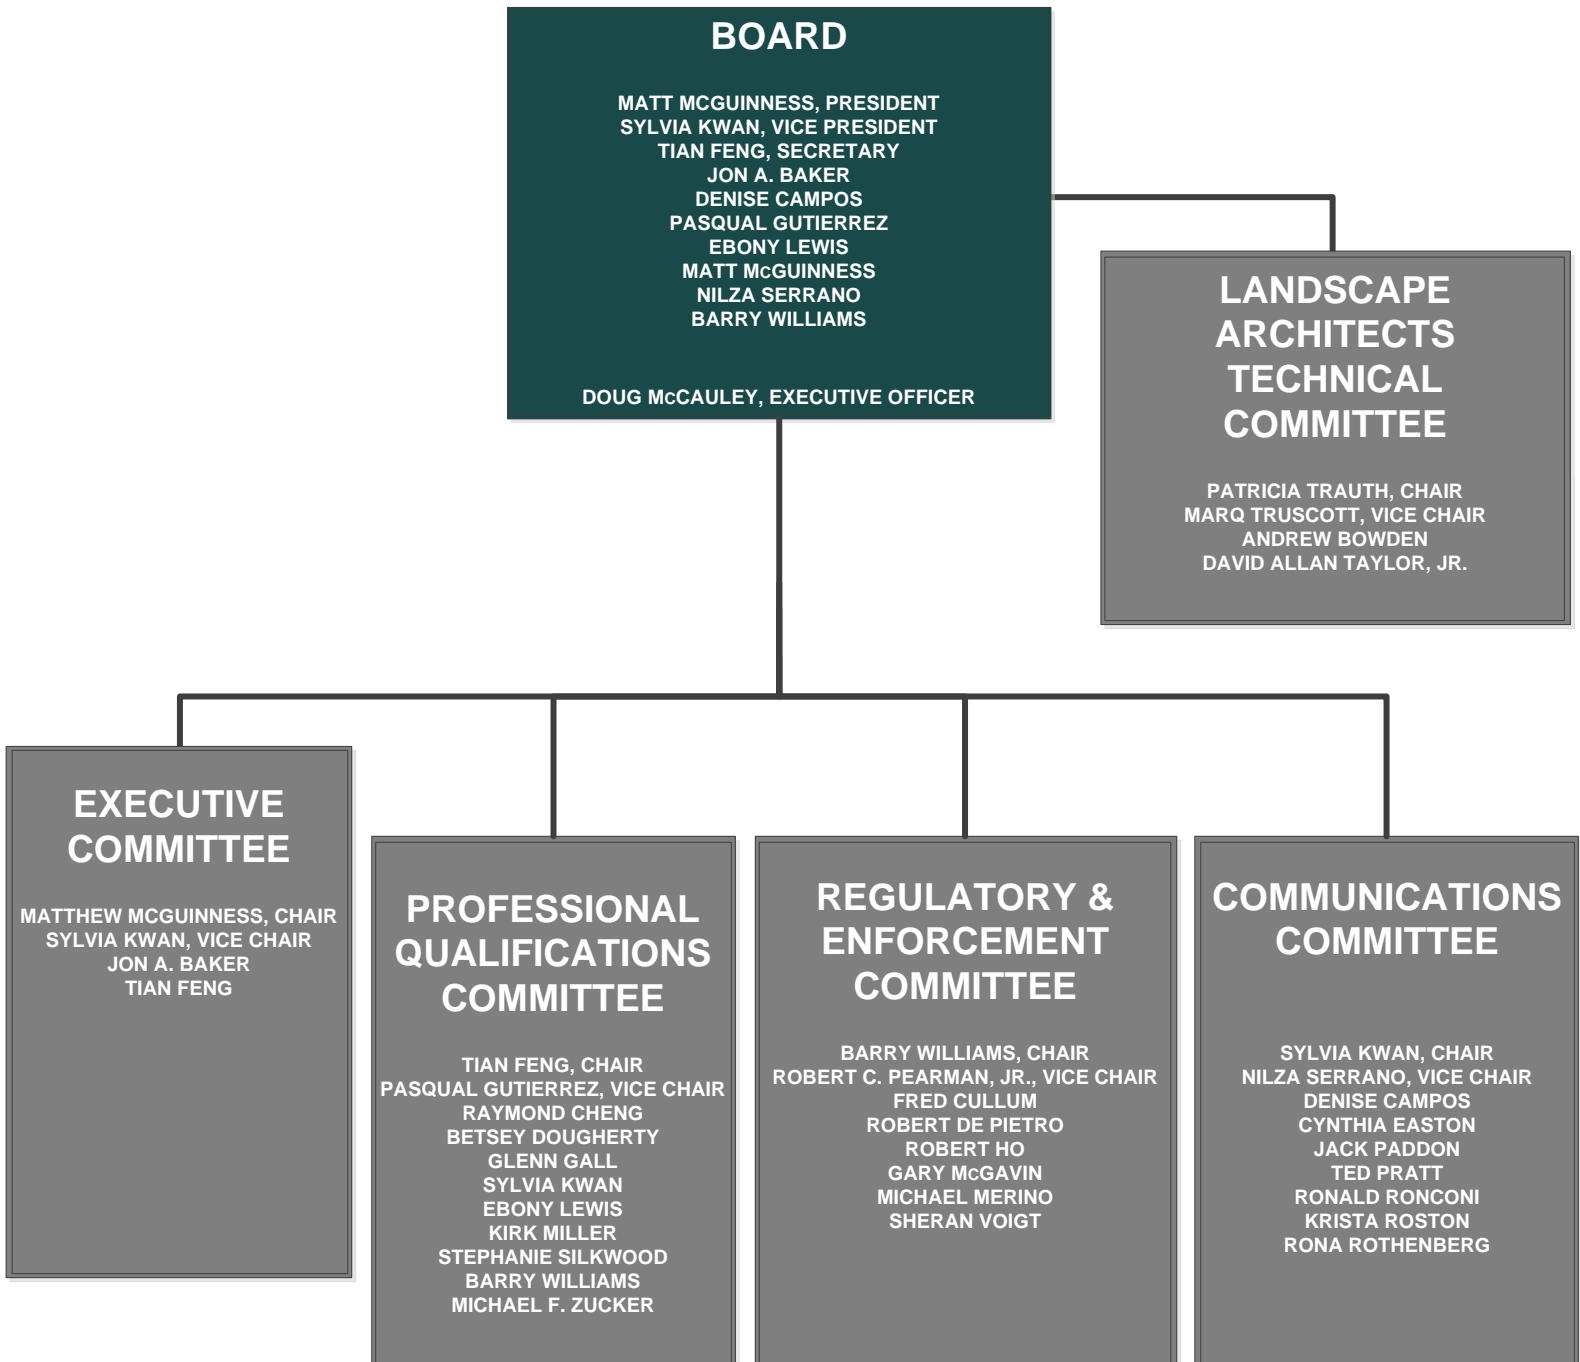 BOARD
MATT MCGUINNESS, PRESIDENT
SYLVIA KWAN, VICE PRESIDENT
TIAN FENG, SECRETARY
JON A. BAKER
DENISE CAMPOS
PASQUAL GUTIERREZ
EBONY LEWIS
MATT McGUINNESS
NILZA SERRANO
BARRY WILLIAMS
DOUG McCAULEY, EXECUTIVE OFFICER
LANDSCAPE
ARCHITECTS
TECHNICAL
COMMITTEE
PATRICIA TRAUTH, CHAIR
MARQ TRUSCOTT, VICE CHAIR
ANDREW BOWDEN
DAVID ALLAN TAYLOR, JR.
EXECUTIVE
COMMITTEE
MATTHEW MCGUINNESS, CHAIR
SYLVIA KWAN, VICE CHAIR
JON A. BAKER
TIAN FENG
PROFESSIONAL
QUALIFICATIONS
COMMITTEE
TIAN FENG, CHAIR
PASQUAL GUTIERREZ, VICE CHAIR
RAYMOND CHENG
BETSEY DOUGHERTY
GLENN GALL
SYLVIA KWAN
EBONY LEWIS
KIRK MILLER
STEPHANIE SILKWOOD
BARRY WILLIAMS
MICHAEL F. ZUCKER
REGULATORY &
ENFORCEMENT
COMMITTEE
BARRY WILLIAMS, CHAIR
ROBERT C. PEARMAN, JR., VICE CHAIR
FRED CULLUM
ROBERT DE PIETRO
ROBERT HO
GARY McGAVIN
MICHAEL MERINO
SHERAN VOIGT
COMMUNICATIONS
COMMITTEE
SYLVIA KWAN, CHAIR
NILZA SERRANO, VICE CHAIR
DENISE CAMPOS
CYNTHIA EASTON
JACK PADDON
TED PRATT
RONALD RONCONI
KRISTA ROSTON
RONA ROTHENBERG